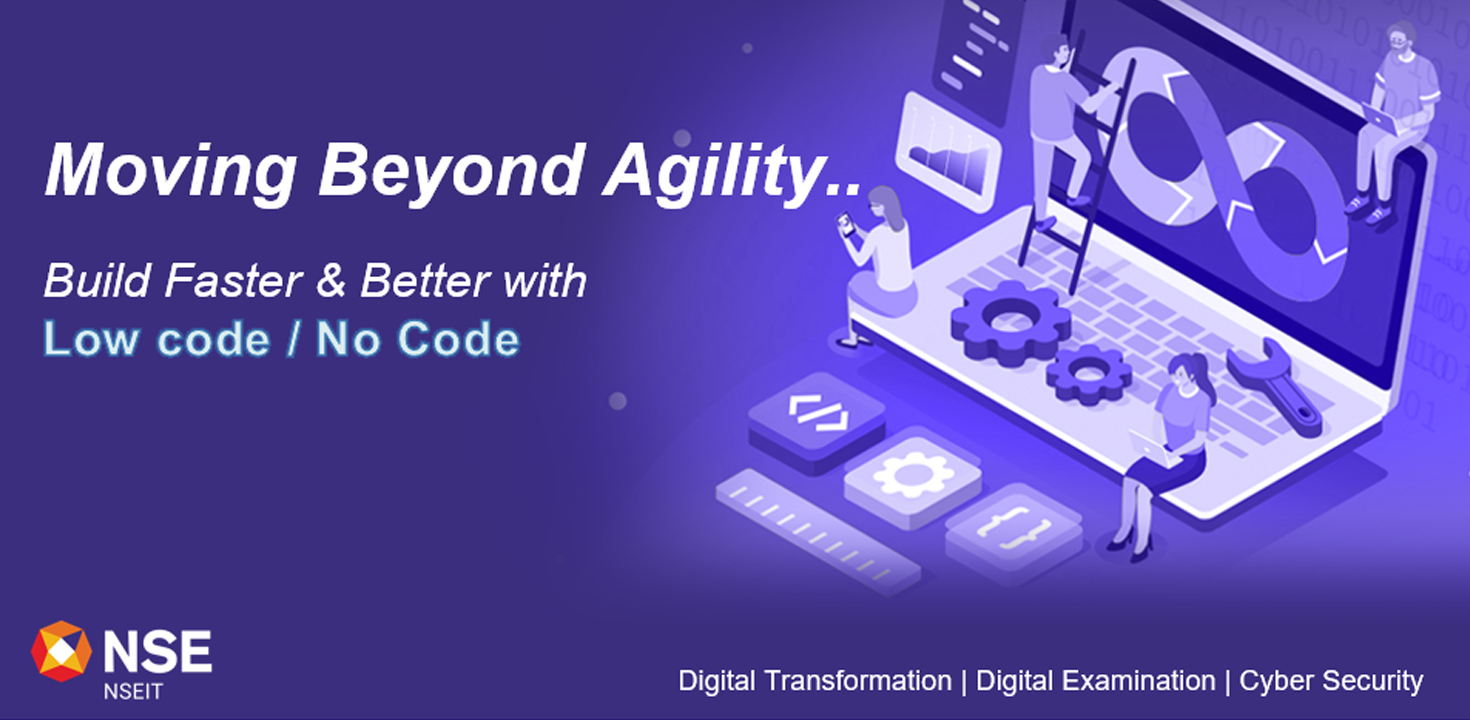 Moving Beyond Agility..
Build Faster & Better with
Low code / No Code
NSE
NSEIT
Digital Transformation | Digital Examination | Cyber Security